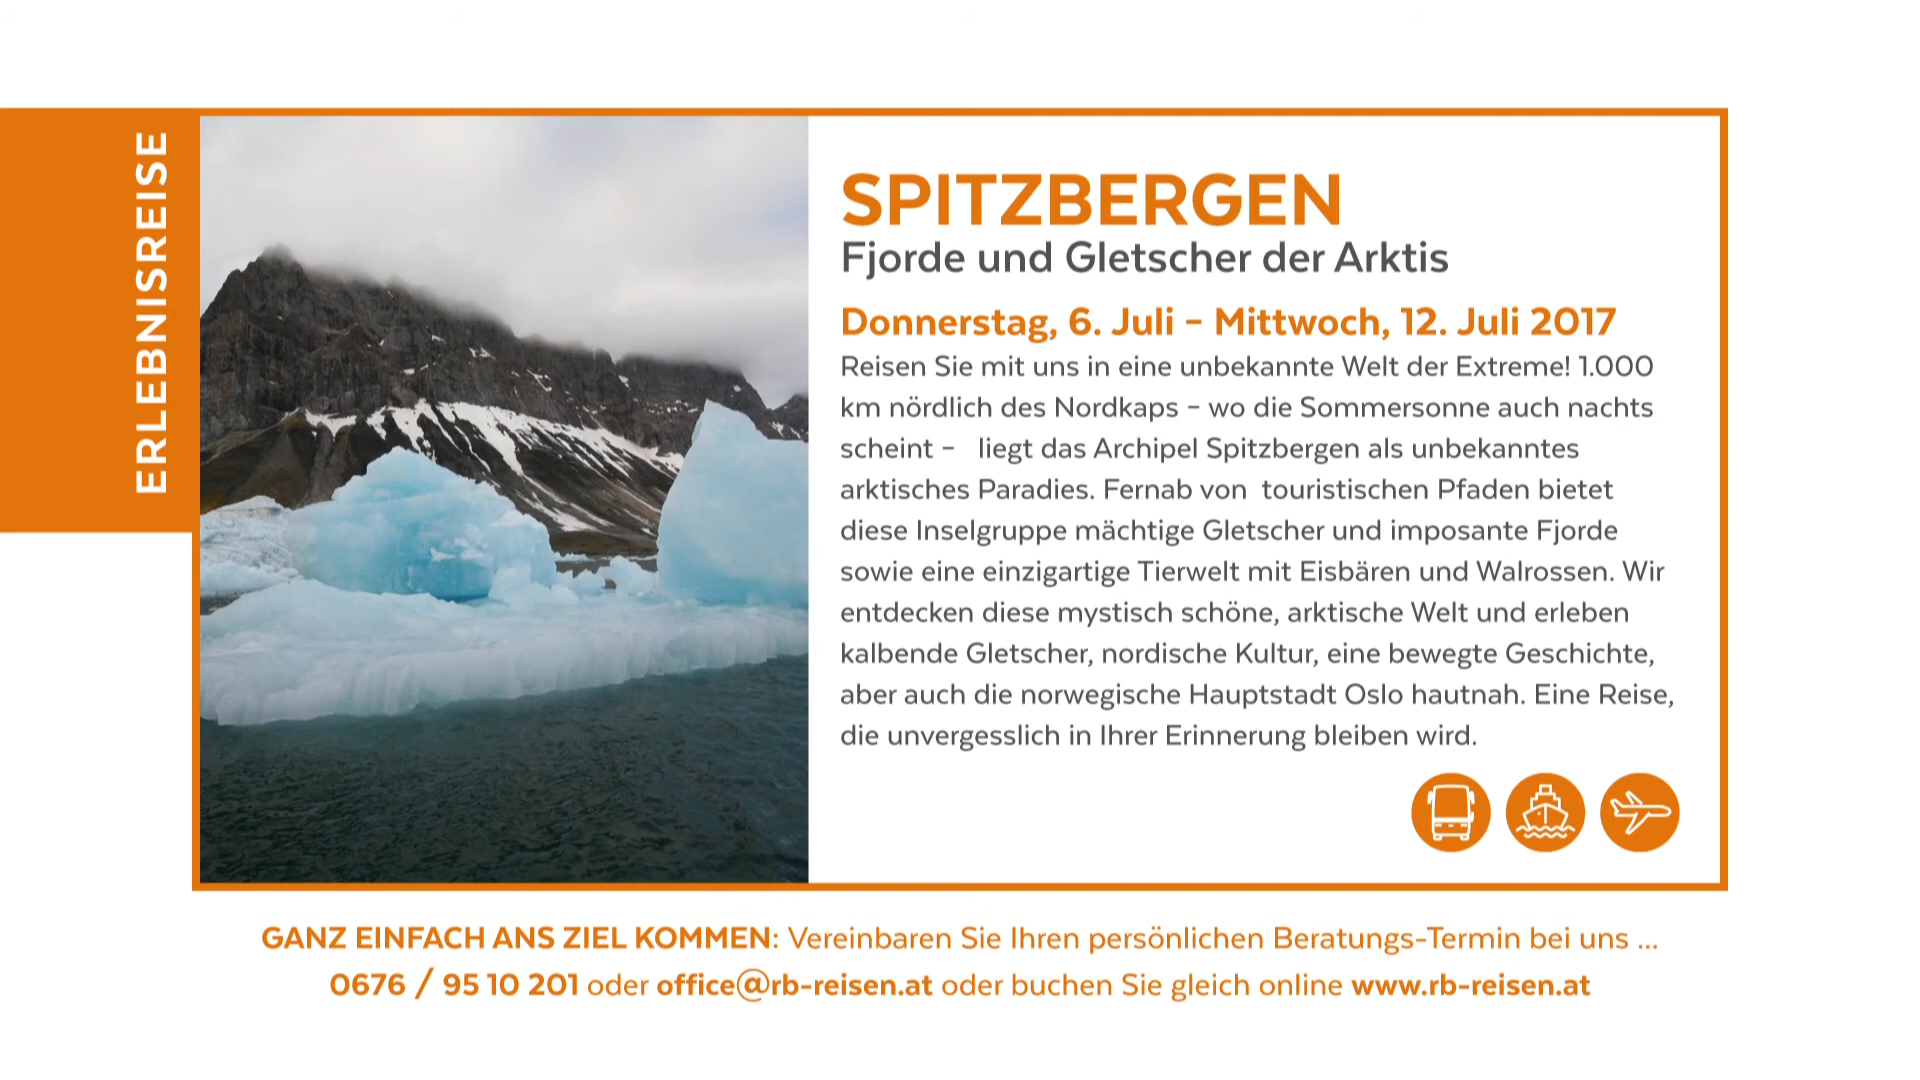 ERLEBNISREISE
SPITZBERGEN
Fjorde und Gletscher der Arktis
Donnerstag, 6. Juli – Mittwoch, 12. Juli 2017
Reisen Sie mit uns in eine unbekannte Welt der Extreme! 1.000
km nördlich des Nordkaps – wo die Sommersonne auch nachts
scheint – liegt das Archipel Spitzbergen als unbekanntes
arktisches Paradies. Fernab von touristischen Pfaden bietet
diese Inselgruppe mächtige Gletscher und imposante Fjorde
sowie eine einzigartige Tierwelt mit Eisbären und Walrossen. Wir
entdecken diese mystisch schöne, arktische Welt und erleben
kalbende Gletscher, nordische Kultur, eine bewegte Geschichte,
aber auch die norwegische Hauptstadt Oslo hautnah. Eine Reise,
die unvergesslich in Ihrer Erinnerung bleiben wird.
GANZ EINFACH ANS ZIEL KOMMEN: Vereinbaren Sie Ihren persönlichen Beratungs-Termin bei uns ...
0676 / 95 10 201 oder office@rb-reisen.at oder buchen Sie gleich online www.rb-reisen.at